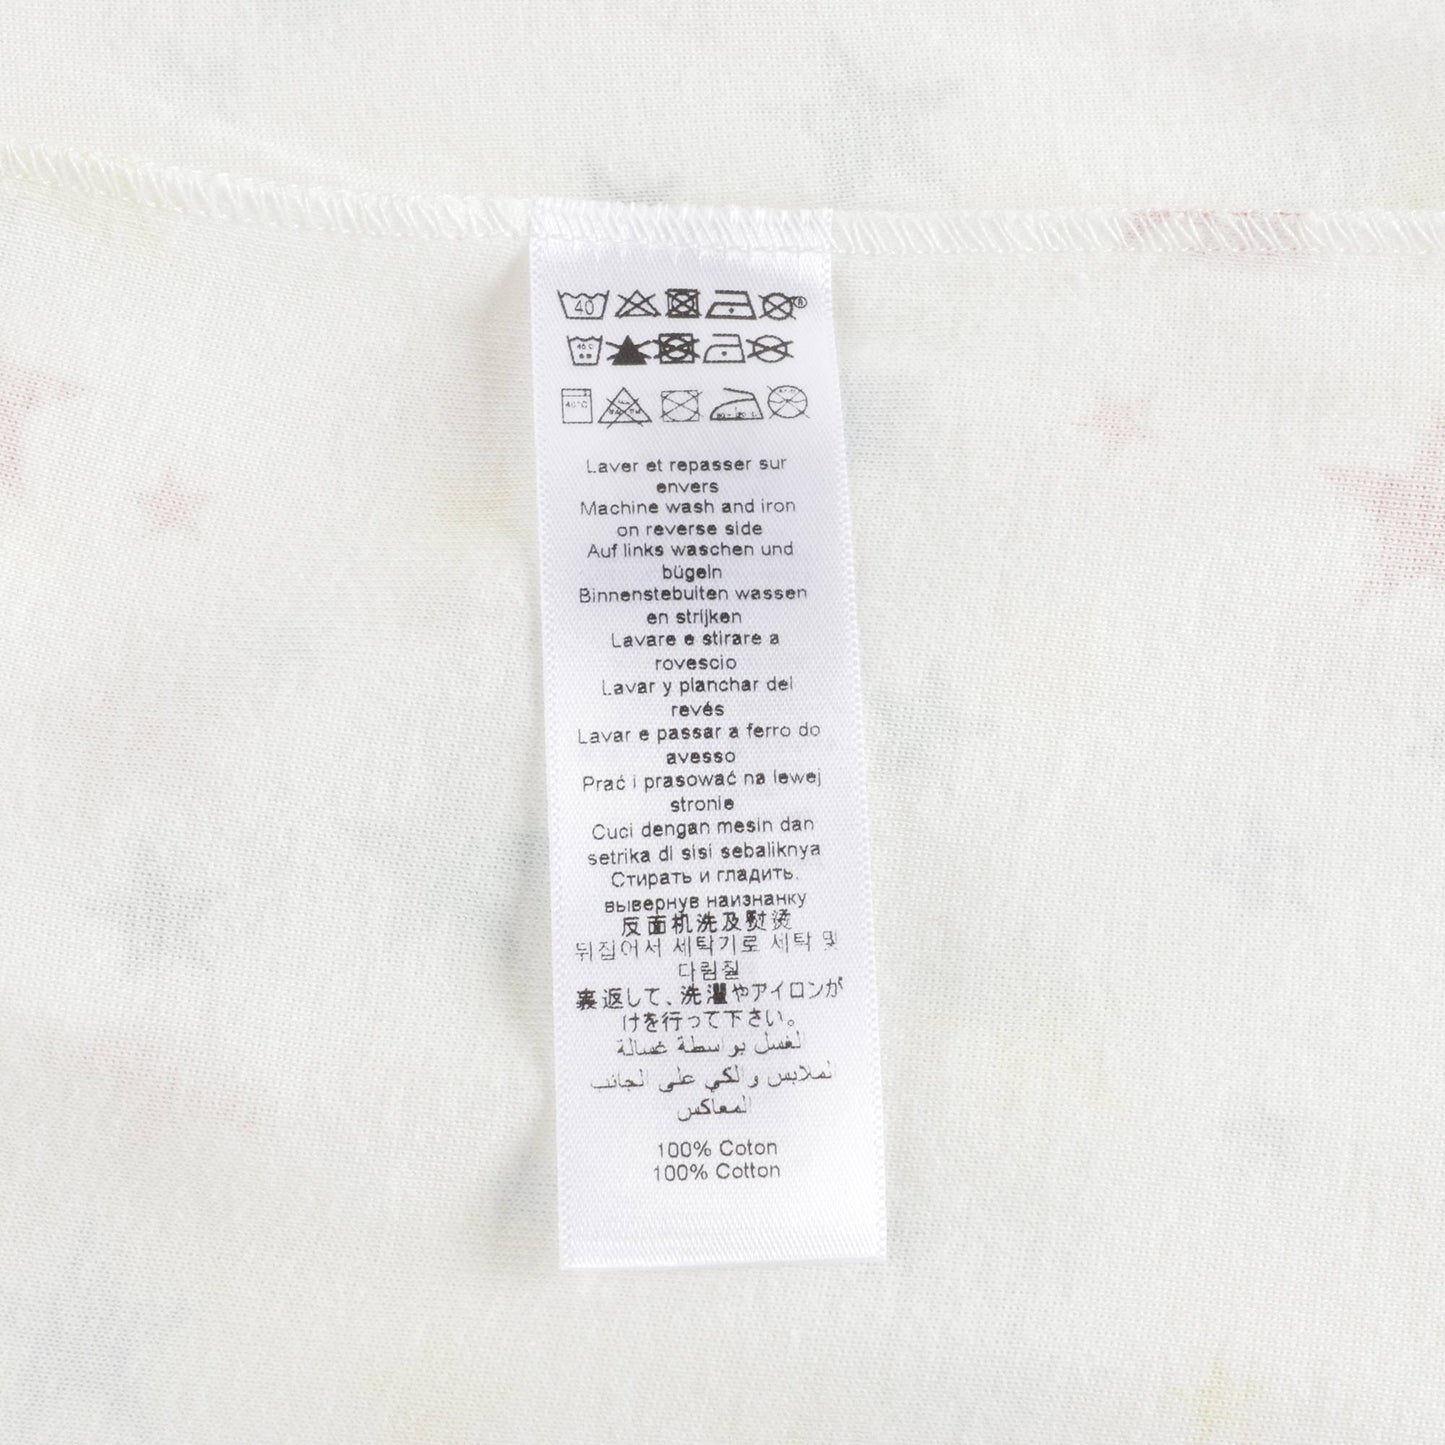 40
40°C
Laver et repasser sur
envers
Machine wash and iron
on reverse side
Auf links waschen und
bügeln
Binnenstebuiten wassen
en strijken
Lavare e stirare a
rovescio
Lavar y planchar del
revés
Lavar e passar a ferro do
avesso
Prać i prasować na lewej
stronie
Cuci dengan mesin dan
setrika di sisi sebaliknya
Стирать и гладить,
вывернув наизнанку
反面机洗及熨烫
뒤집어서 세탁기로 세탁 및
다림질
裏返して、洗濯やアイロンが
けを行って下さい。
لغسل بواسطة غسالة
لملابس والكي على الجانب
المعاكس
100% Coton
100% Cotton